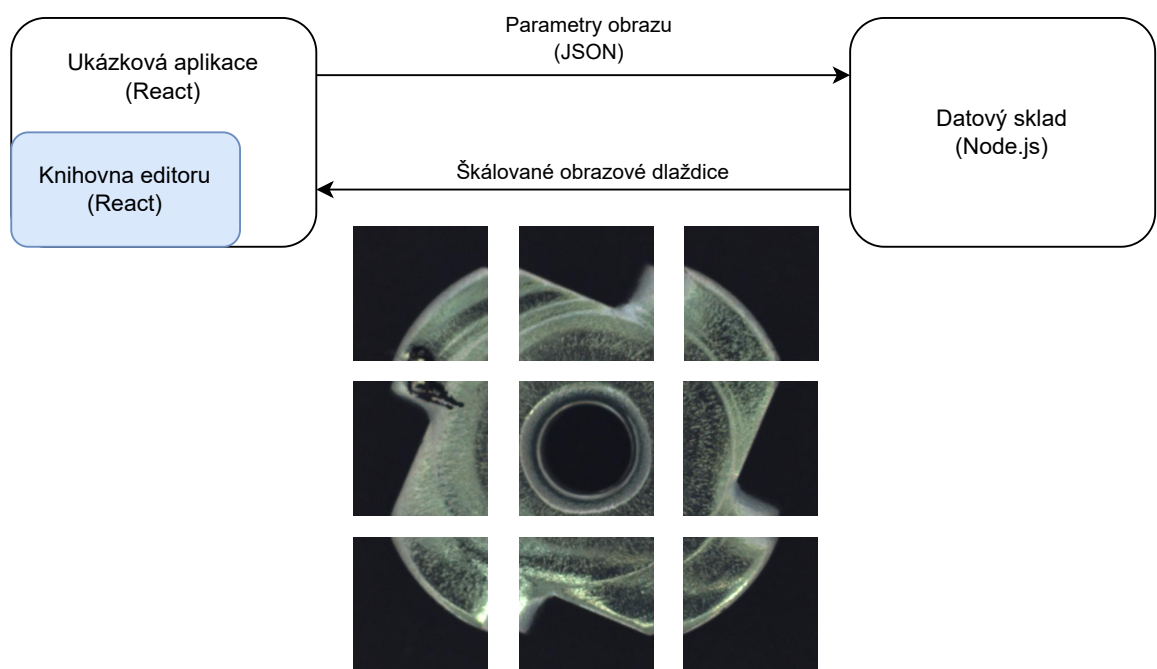 Ukázková aplikace
(React)
Knihovna editoru
(React)
Parametry obrazu
(JSON)
Škálované obrazové dlaždice
Datový sklad
(Node.js)